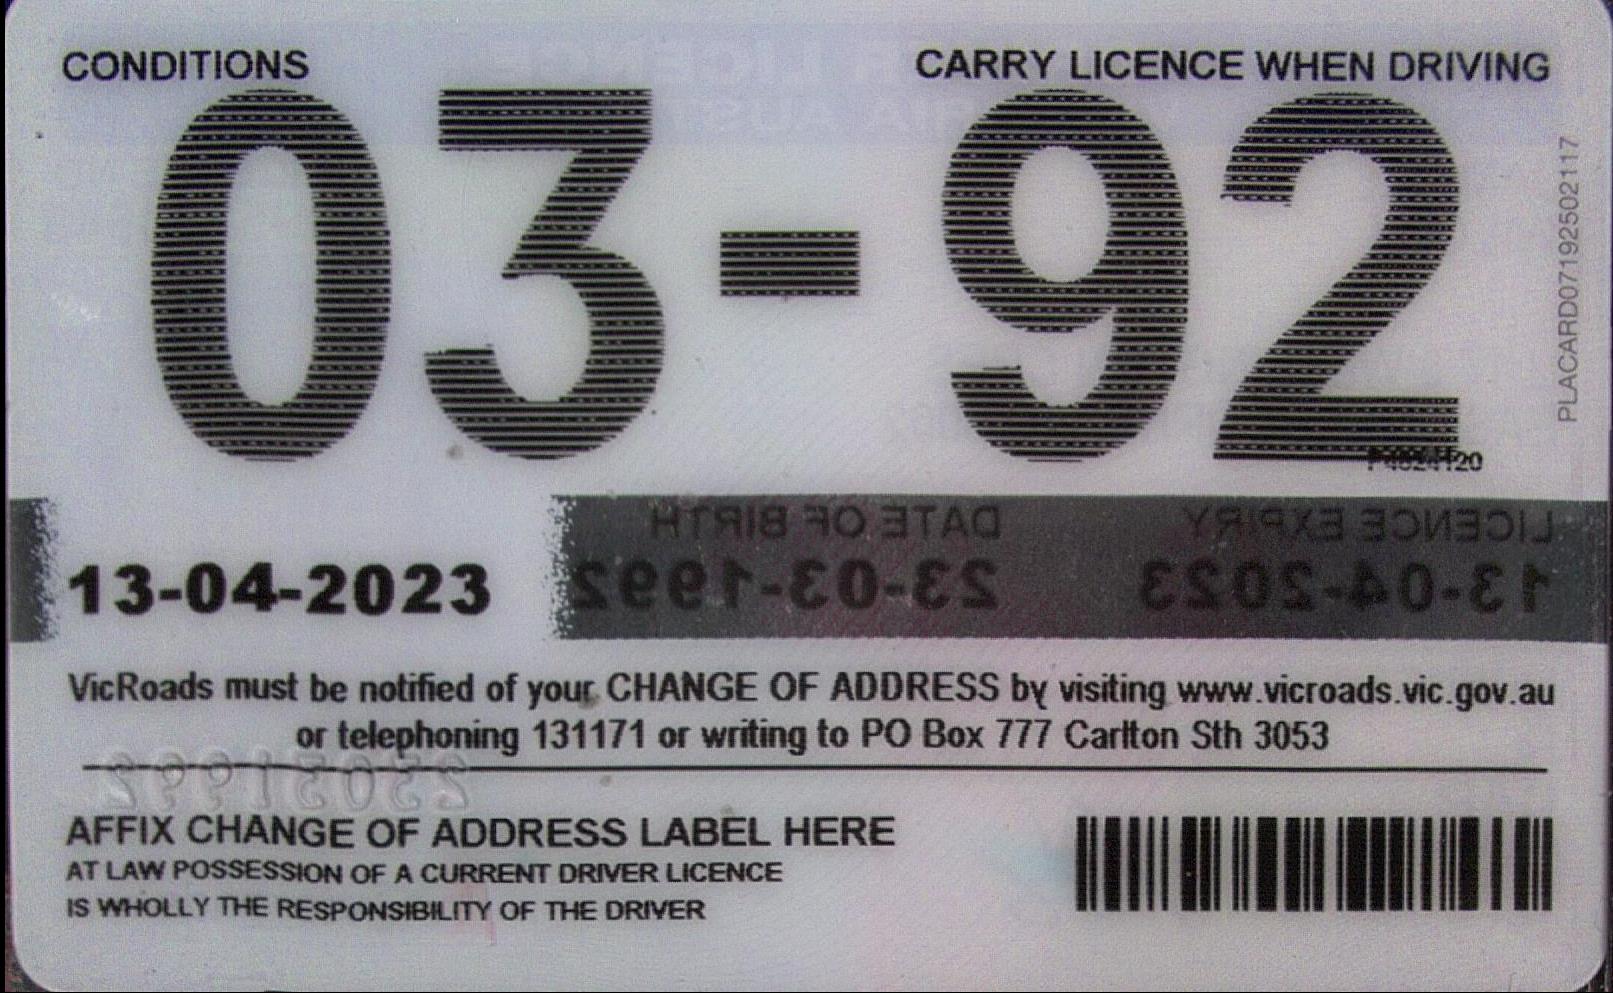 CONDITIONS
CARRY LICENCE WHEN DRIVING
03-92
PLACARD07192502117
P4824120
LICENCE EXPIRY
DATE OF BIRTH
13-04-2023
23-03-1992
13-04-2023
VicRoads must be notified of your CHANGE OF ADDRESS by visiting www.vicroads.vic.gov.au
or telephoning 131171 or writing to PO Box 777 Carlton Sth 3053
23031992
AFFIX CHANGE OF ADDRESS LABEL HERE
AT LAW POSSESSION OF A CURRENT DRIVER LICENCE
IS WHOLLY THE RESPONSIBILITY OF THE DRIVER